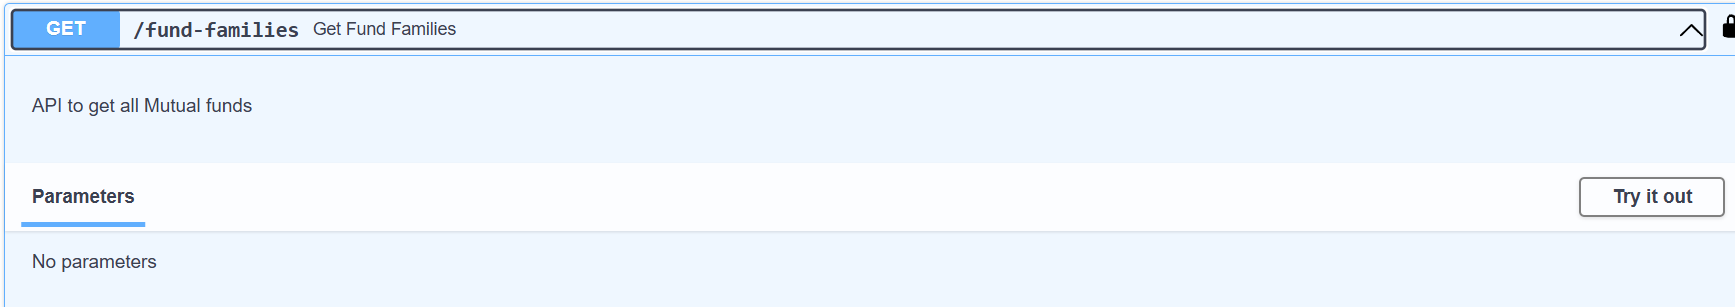 GET /fund-families Get Fund Families
API to get all Mutual funds
Parameters Try it out
No parameters